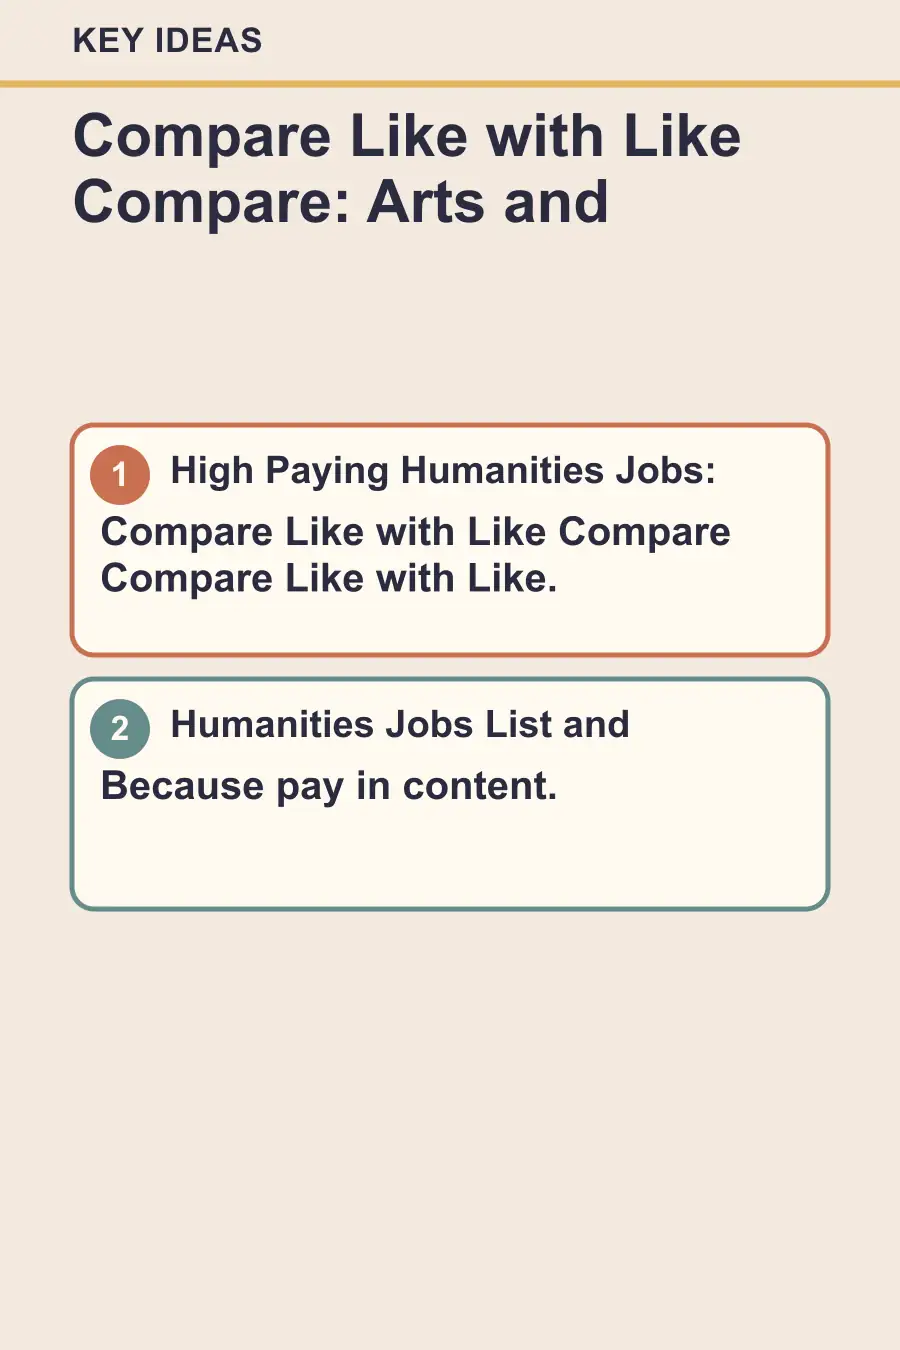 KEY IDEAS
Compare Like with Like
Compare: Arts and
1 High Paying Humanities Jobs:
Compare Like with Like Compare
Compare Like with Like.
2 Humanities Jobs List and
Because pay in content.